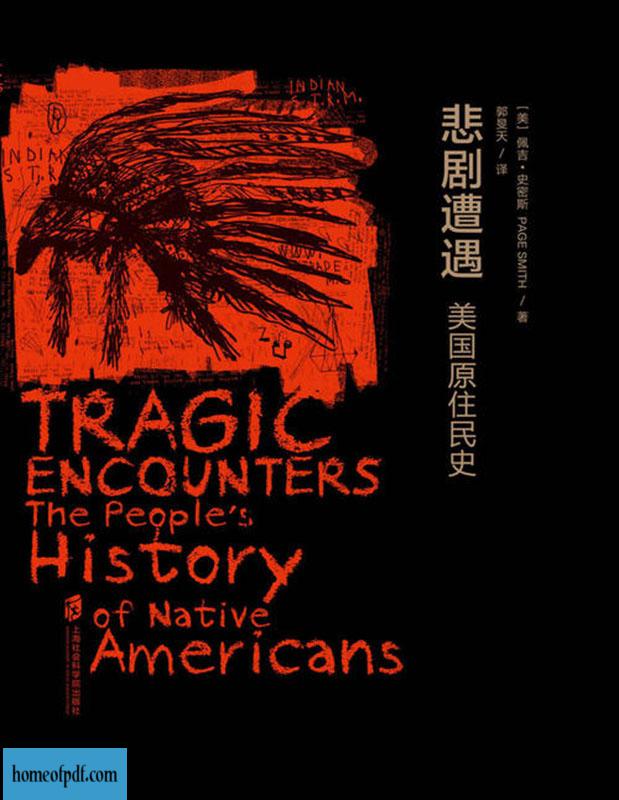 INDIAN
S.T.R.M.
INDIAN
S T.R.M.
悲剧遭遇
美国原住民史
[美] 佩吉·史密斯 PAGE SMITH / 著
郭旻天 / 译
TRAGIC
ENCOUNTERS
The People's
History
of Native
Americans
上海社会科学院出版社
homeofpdf.com